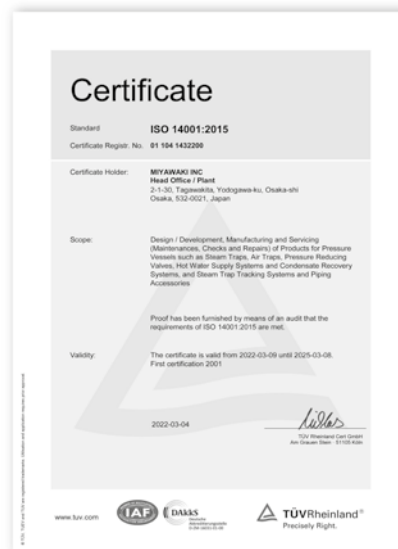 Certificate
Standard ISO 14001:2015
Certificate Registr. No. 01 104 1432200
Certificate Holder: MIYAWAKI INC
Head Office / Plant
2-1-30, Tagawakita, Yodogawa-ku, Osaka-shi
Osaka, 532-0021, Japan
Scope: Design / Development, Manufacturing and Servicing
(Maintenances, Checks and Repairs) of Products for Pressure
Vessels such as Steam Traps, Air Traps, Pressure Reducing
Valves, Hot Water Supply Systems and Condensate Recovery
Systems, and Steam Trap Tracking Systems and Piping
Accessories
Proof has been furnished by means of an audit that the
requirements of ISO 14001:2015 are met.
Validity: The certificate is valid from 2022-03-09 until 2025-03-08.
First certification 2001
2022-03-04
TÜV Rheinland Cert GmbH
Am Grauen Stein · 51105 Köln
www.tuv.com
IAF
DAkkS
Deutsche
Akkreditierungsstelle
TÜVRheinland®
Precisely Right.